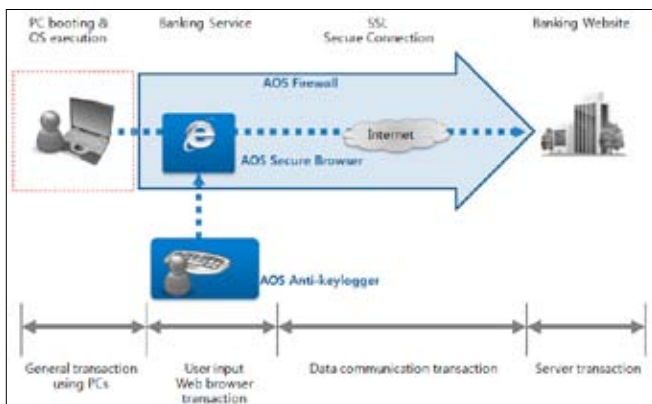 PC booting &
OS execution
Banking Service
SSL
Secure Connection
Banking Website
AOS Firewall
Internet
AOS Secure Browser
AOS Anti-keylogger
General transaction
using PCs
User input
Web browser
transaction
Data communication transaction
Server transaction